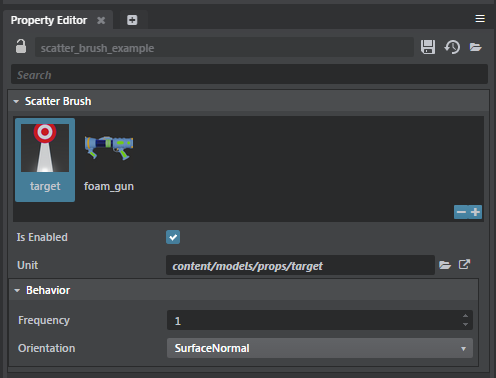 Property Editor
scatter_brush_example
Search
Scatter Brush
target
foam_gun
Is Enabled
Unit
content/models/props/target
Behavior
Frequency
1
Orientation
SurfaceNormal